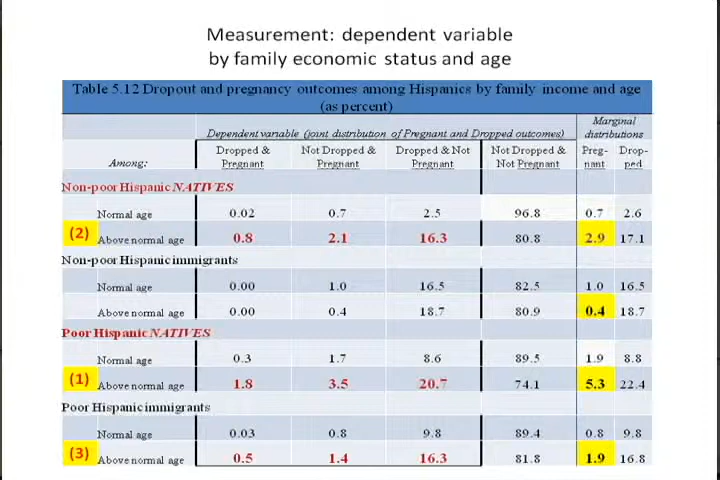 Measurement: dependent variable
by family economic status and age
Table 5.12 Dropout and pregnancy outcomes among Hispanics by family income and age
(as percent)
Dependent variable (joint distribution of Pregnant and Dropped outcomes) Marginal distributions
Among: Dropped & Pregnant Not Dropped & Pregnant Dropped & Not Pregnant Not Dropped & Not Pregnant Preg-nant Drop-ped
Non-poor Hispanic NATIVES
Normal age 0.02 0.7 2.5 96.8 0.7 2.6
(2) Above normal age 0.8 2.1 16.3 80.8 2.9 17.1
Non-poor Hispanic immigrants
Normal age 0.00 1.0 16.5 82.5 1.0 16.5
Above normal age 0.00 0.4 18.7 80.9 0.4 18.7
Poor Hispanic NATIVES
Normal age 0.3 1.7 8.6 89.5 1.9 8.8
(1) Above normal age 1.8 3.5 20.7 74.1 5.3 22.4
Poor Hispanic immigrants
Normal age 0.03 0.8 9.8 89.4 0.8 9.8
(3) Above normal age 0.5 1.4 16.3 81.8 1.9 16.8